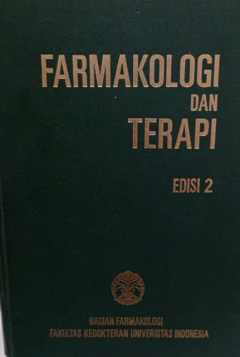 FARMAKOLOGI
DAN
TERAPI
EDISI 2
BAGIAN FARMAKOLOGI
FAKULTAS KEDOKTERAN UNIVERSITAS INDONESIA